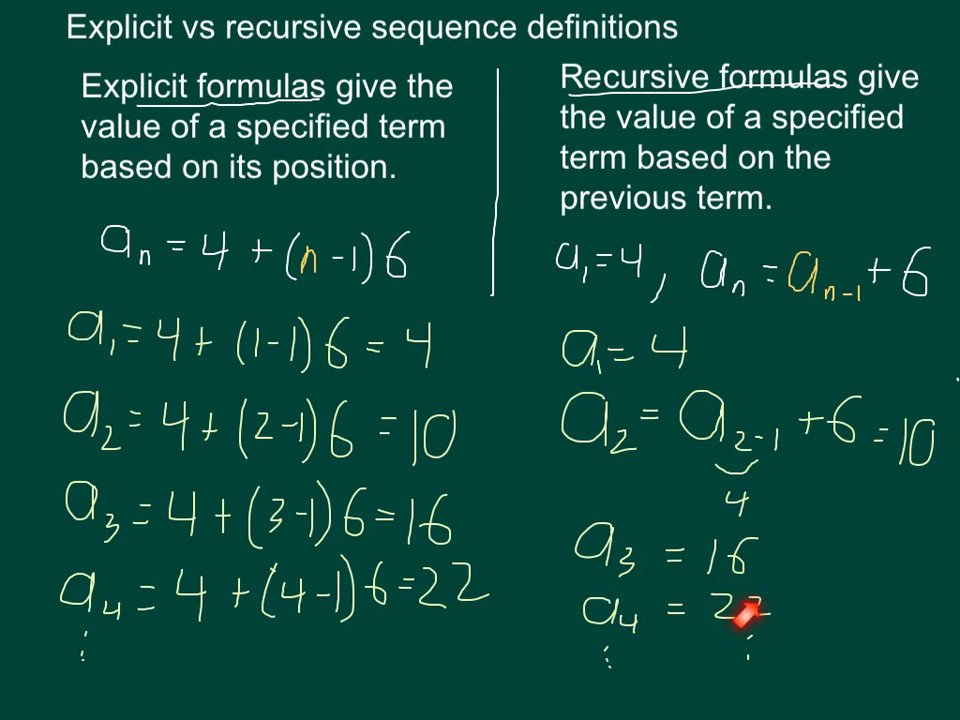 Explicit vs recursive sequence definitions
Explicit formulas give the
value of a specified term
based on its position.
aₙ = 4 + (n - 1) 6
a₁ = 4 + (1 - 1) 6 = 4
a₂ = 4 + (2 - 1) 6 = 10
a₃ = 4 + (3 - 1) 6 = 16
a₄ = 4 + (4 - 1) 6 = 22
⋮
Recursive formulas give
the value of a specified
term based on the
previous term.
a₁ = 4 , aₙ = aₙ₋₁ + 6
a₁ = 4
a₂ = a₂₋₁ + 6 = 10
4
a₃ = 16
a₄ = 22
⋮ ⋮